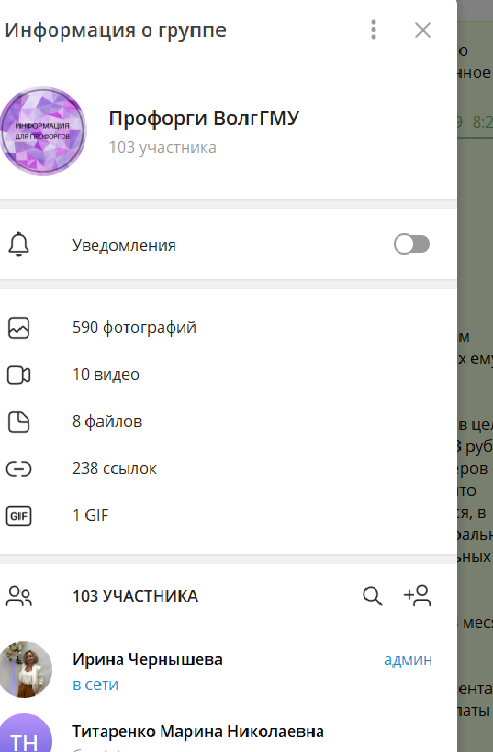 Информация о группе
ИНФОРМАЦИЯ
ДЛЯ ПРОФОРГОВ
Профорги ВолгГМУ
103 участника
Уведомления
590 фотографий
10 видео
8 файлов
238 ссылок
1 GIF
GIF
103 УЧАСТНИКА
Ирина Чернышева
админ
в сети
ТН
Титаренко Марина Николаевна